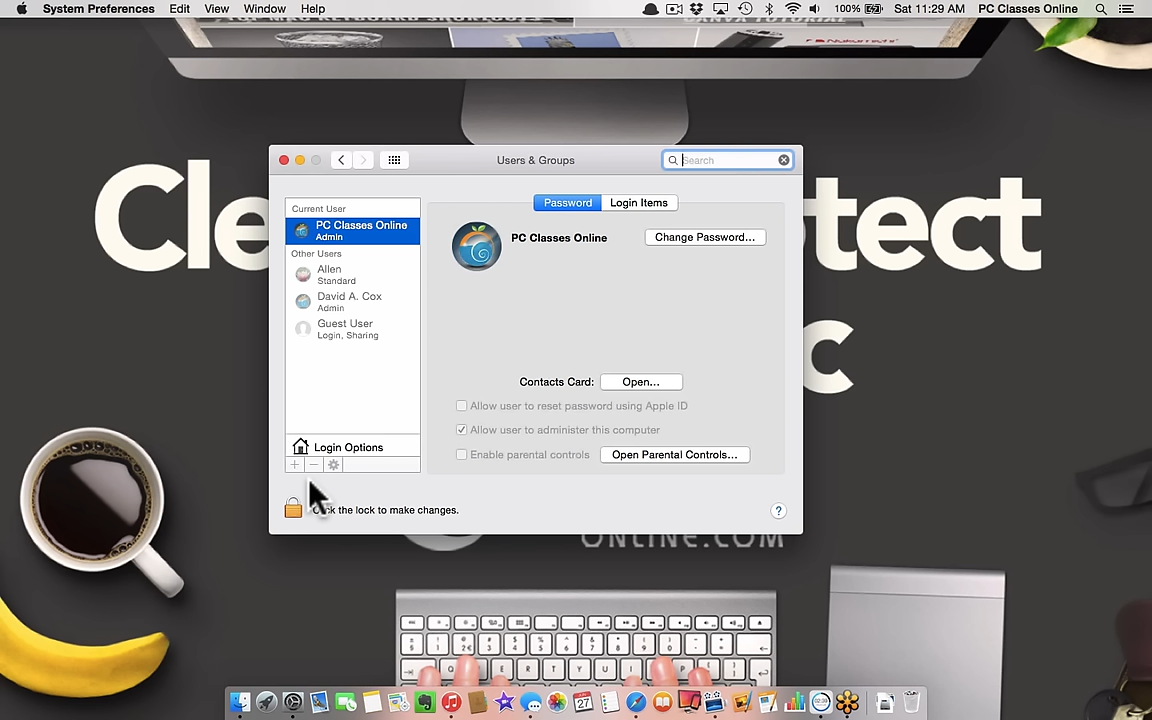 System Preferences Edit View Window Help
100% Sat 11:29 AM PC Classes Online
CANVA TUTORIAL
Users & Groups
Search
Cle
tect
c
Current User
PC Classes Online
Admin
Other Users
Allen
Standard
David A. Cox
Admin
Guest User
Login, Sharing
Login Options
Password Login Items
PC Classes Online
Change Password...
Contacts Card: Open...
Allow user to reset password using Apple ID
Allow user to administer this computer
Enable parental controls Open Parental Controls...
the lock to make changes.
?
ONLINE.COM